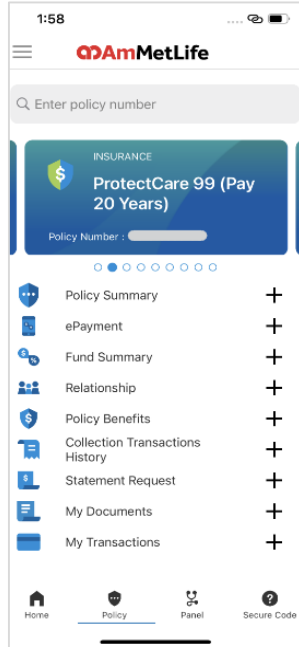 1:58
AmMetLife
Enter policy number
INSURANCE
$
ProtectCare 99 (Pay
20 Years)
Policy Number :
Policy Summary
ePayment
Fund Summary
Relationship
Policy Benefits
Collection Transactions
History
Statement Request
My Documents
My Transactions
Home
Policy
Panel
Secure Code